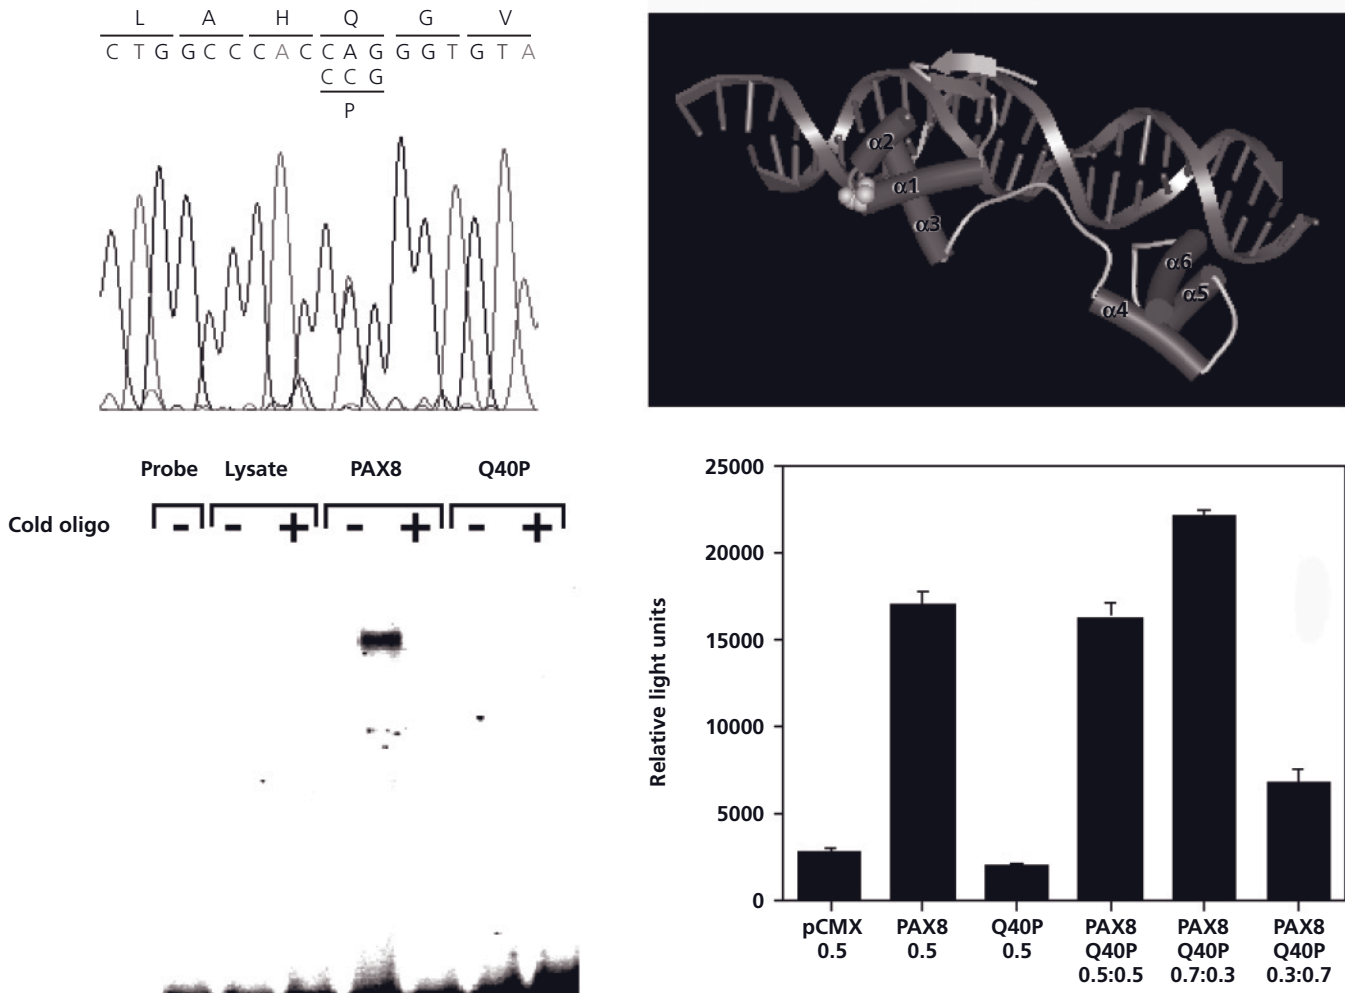 L A H Q G V
C T G G C C C A C C A G G G T G T A
C C G
P
α2
α1
α3
α6
α5
α4
Probe Lysate PAX8 Q40P
Cold oligo - - + - + - +
25000
20000
15000
10000
5000
0
Relative light units
pCMX PAX8 Q40P PAX8 PAX8 PAX8
0.5 0.5 0.5 Q40P Q40P Q40P
0.5:0.5 0.7:0.3 0.3:0.7